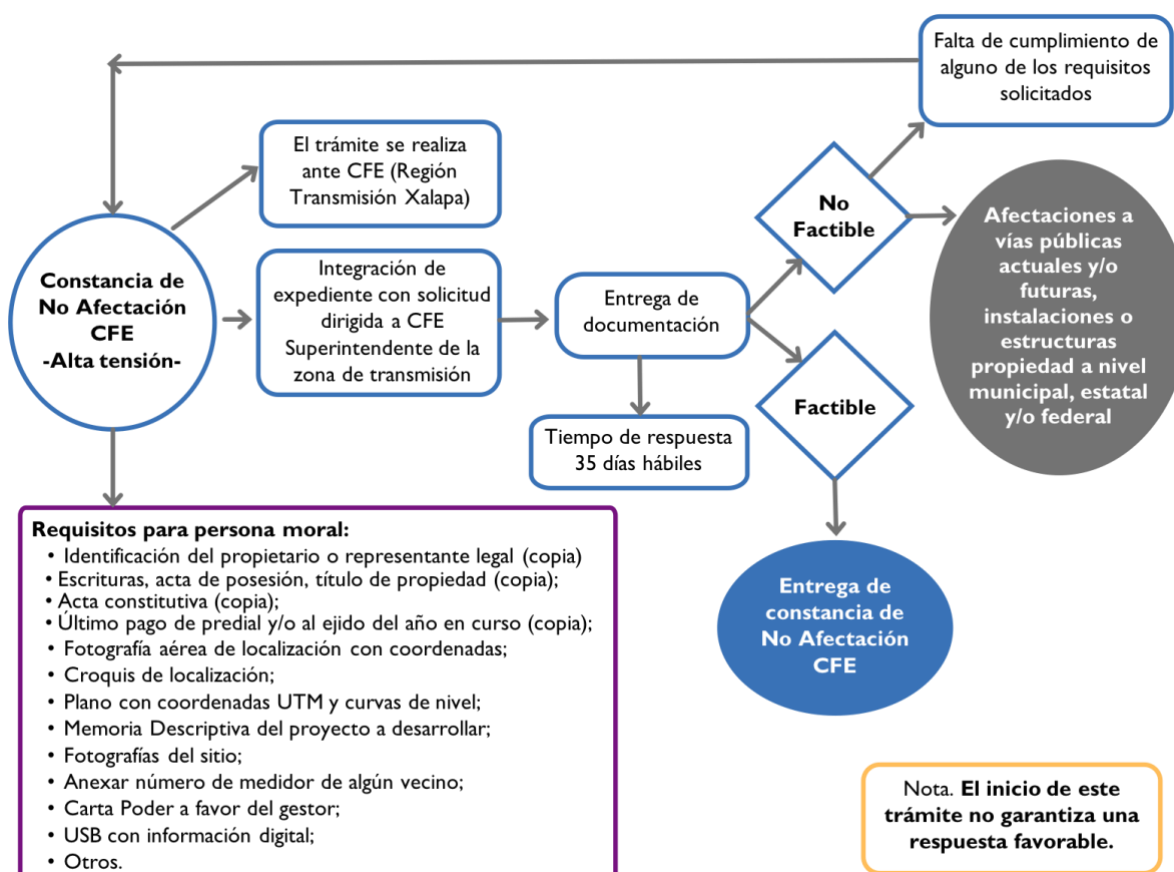 Falta de cumplimiento de
alguno de los requisitos
solicitados
El trámite se realiza
ante CFE (Región
Transmisión Xalapa)
No
Factible
Afectaciones a
vías públicas
actuales y/o
futuras,
instalaciones o
estructuras
propiedad a nivel
municipal, estatal
y/o federal
Constancia de
No Afectación
CFE
-Alta tensión-
Integración de
expediente con solicitud
dirigida a CFE
Superintendente de la
zona de transmisión
Entrega de
documentación
Factible
Tiempo de respuesta
35 días hábiles
Requisitos para persona moral:
• Identificación del propietario o representante legal (copia)
• Escrituras, acta de posesión, título de propiedad (copia);
• Acta constitutiva (copia);
• Último pago de predial y/o al ejido del año en curso (copia);
• Fotografía aérea de localización con coordenadas;
• Croquis de localización;
• Plano con coordenadas UTM y curvas de nivel;
• Memoria Descriptiva del proyecto a desarrollar;
• Fotografías del sitio;
• Anexar número de medidor de algún vecino;
• Carta Poder a favor del gestor;
• USB con información digital;
• Otros.
Entrega de
constancia de
No Afectación
CFE
Nota. El inicio de este
trámite no garantiza una
respuesta favorable.